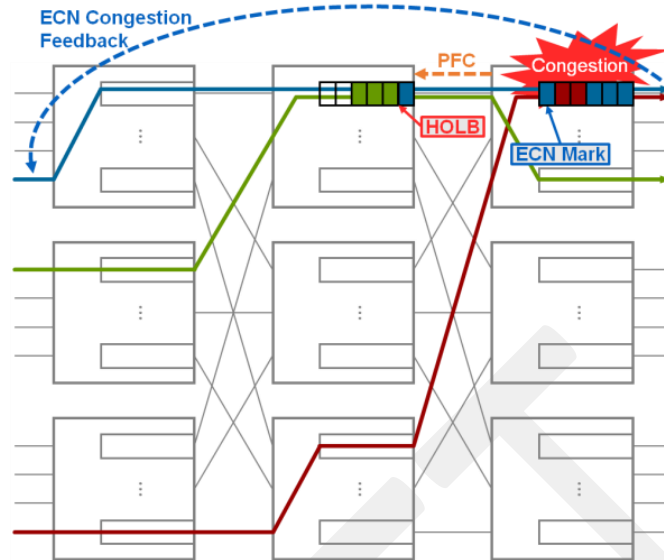 ECN Congestion
Feedback
PFC
Congestion
HOLB
ECN Mark